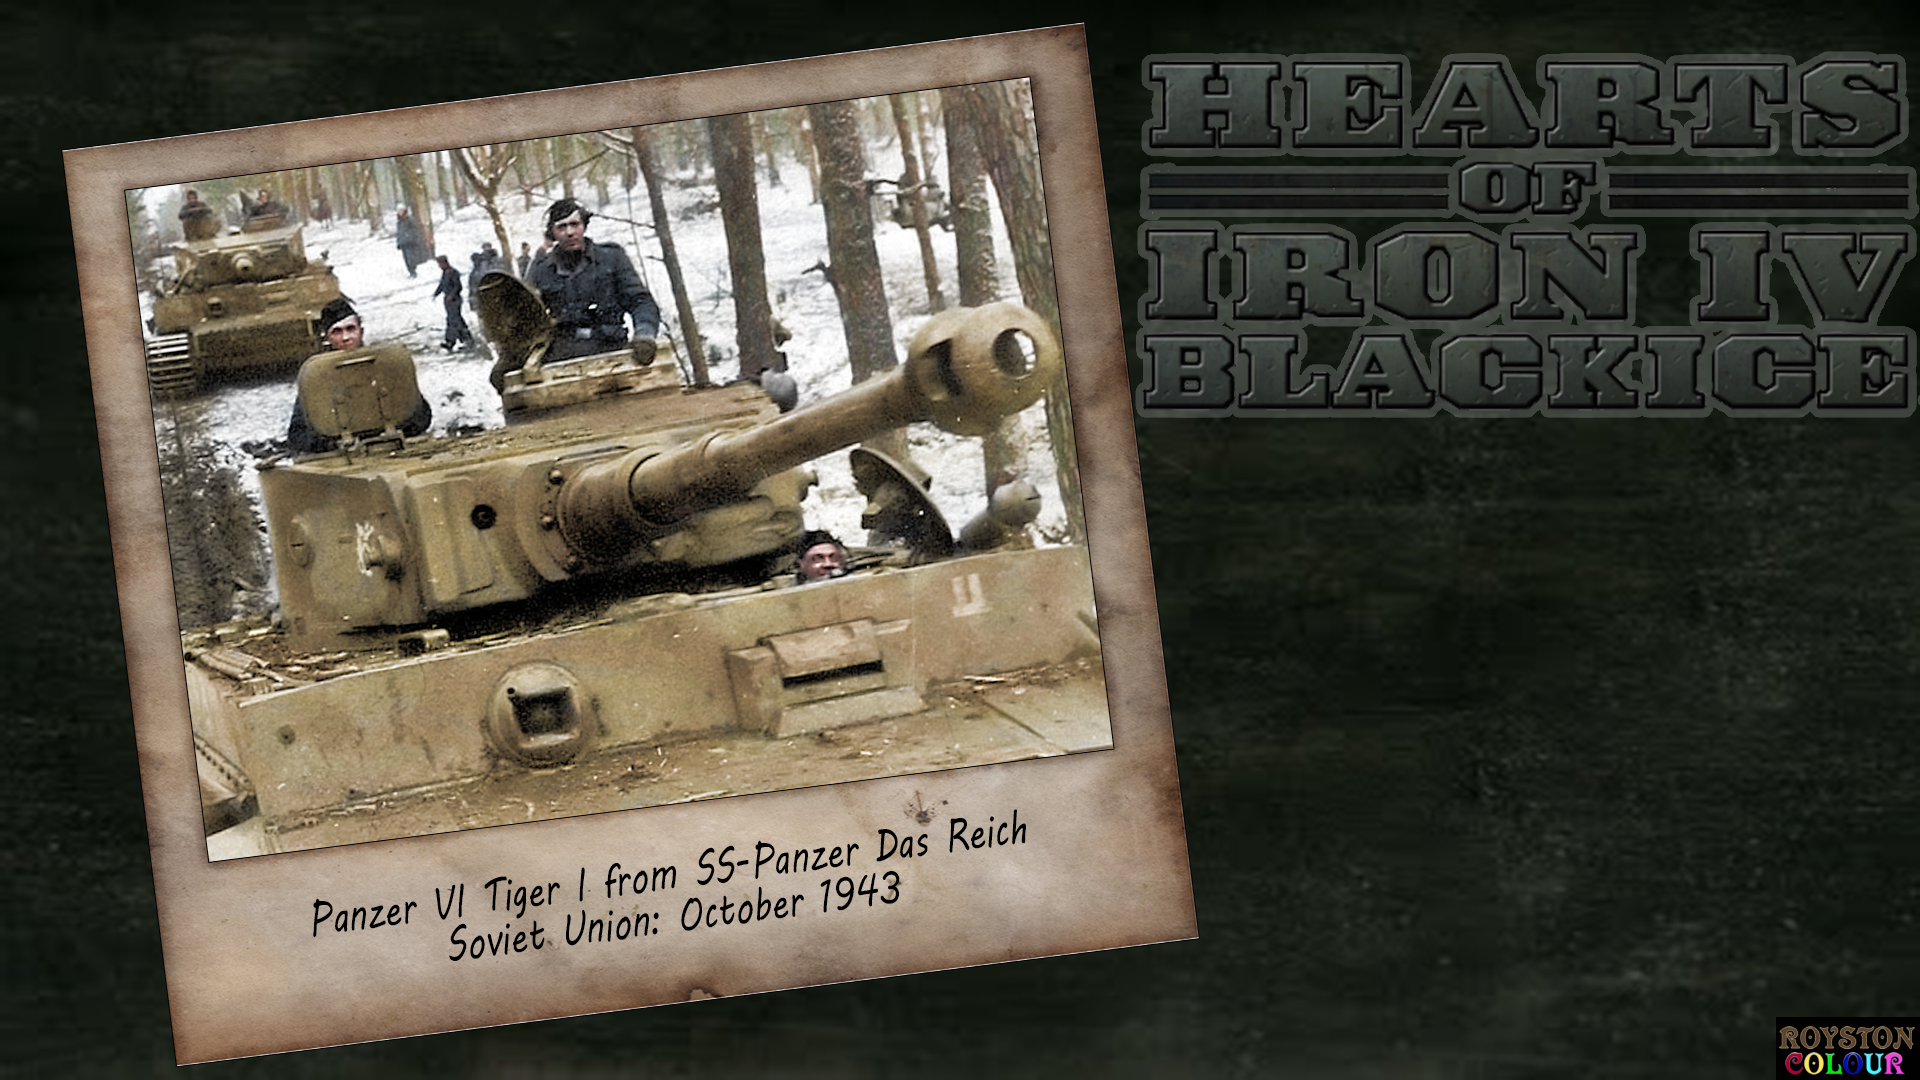 HEARTS
OF
IRON IV
BLACKICE
Panzer VI Tiger I from SS-Panzer Das Reich
Soviet Union: October 1943
ROYSTON
COLOUR